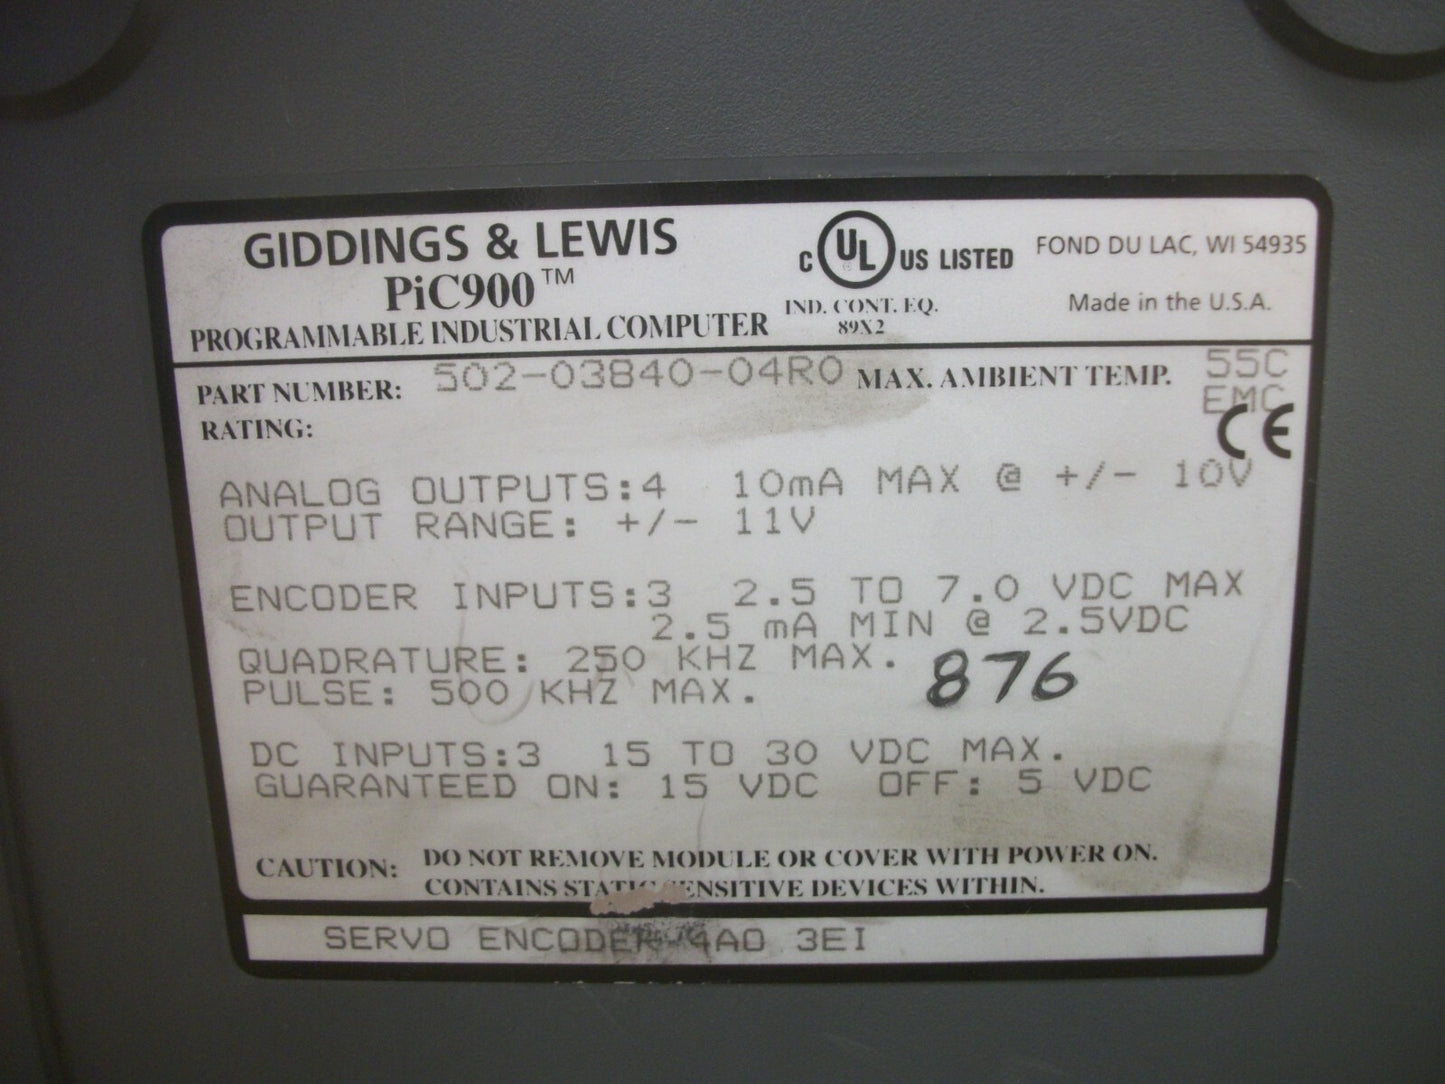 GIDDINGS & LEWIS
PiC900™
PROGRAMMABLE INDUSTRIAL COMPUTER
C UL US LISTED
IND. CONT. EQ.
89X2
FOND DU LAC, WI 54935
Made in the U.S.A.
PART NUMBER: 502-03840-04R0 MAX. AMBIENT TEMP. 55C
EMC
CE
RATING:
ANALOG OUTPUTS:4 10mA MAX @ +/- 10V
OUTPUT RANGE: +/- 11V
ENCODER INPUTS:3 2.5 TO 7.0 VDC MAX
2.5 mA MIN @ 2.5VDC
QUADRATURE: 250 KHZ MAX.
PULSE: 500 KHZ MAX.
876
DC INPUTS:3 15 TO 30 VDC MAX.
GUARANTEED ON: 15 VDC OFF: 5 VDC
CAUTION: DO NOT REMOVE MODULE OR COVER WITH POWER ON.
CONTAINS STATIC SENSITIVE DEVICES WITHIN.
SERVO ENCODER 4AO 3EI